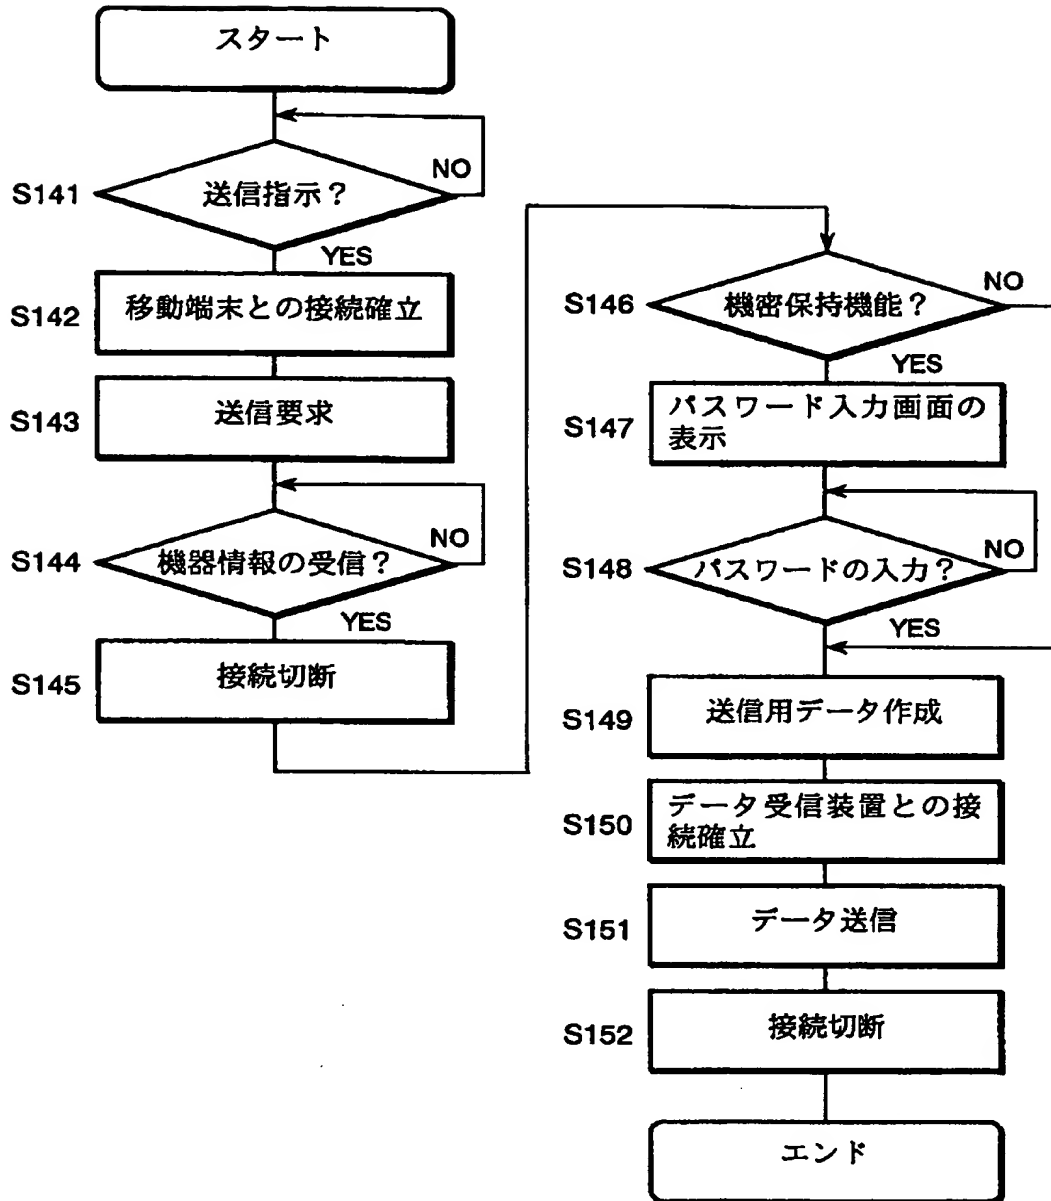 スタート
NO
S141
送信指示？
YES
S142
移動端末との接続確立
S143
送信要求
NO
S144
機器情報の受信？
YES
S145
接続切断
NO
S146
機密保持機能？
YES
S147
パスワード入力画面の
表示
NO
S148
パスワードの入力？
YES
S149
送信用データ作成
S150
データ受信装置との接
続確立
S151
データ送信
S152
接続切断
エンド